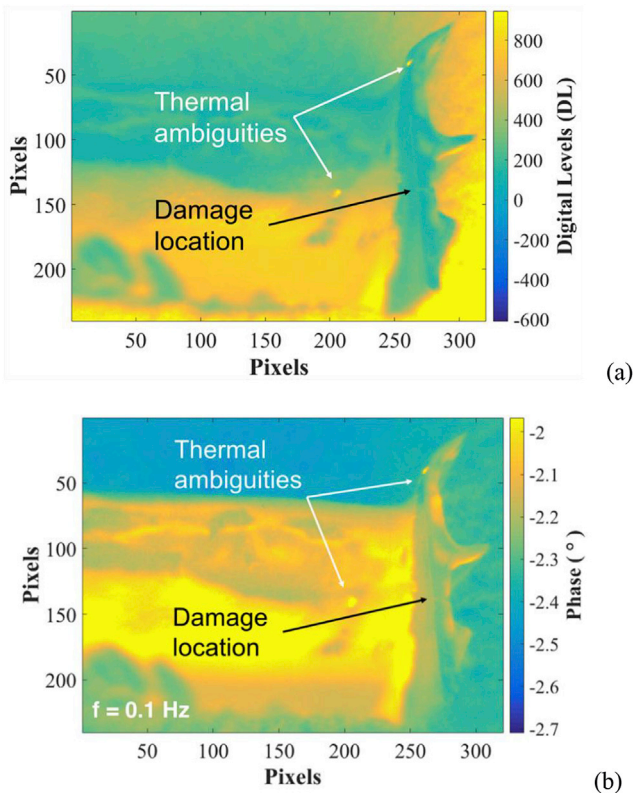 50
100
150
200
Pixels
50
100
150
200
250
300
Pixels
Thermal
ambiguities
Damage
location
800
600
400
200
0
-200
-400
-600
Digital Levels (DL)
(a)
50
100
150
200
Pixels
50
100
150
200
250
300
Pixels
Thermal
ambiguities
Damage
location
f = 0.1 Hz
-2
-2.1
-2.2
-2.3
-2.4
-2.5
-2.6
-2.7
Phase ( ° )
(b)